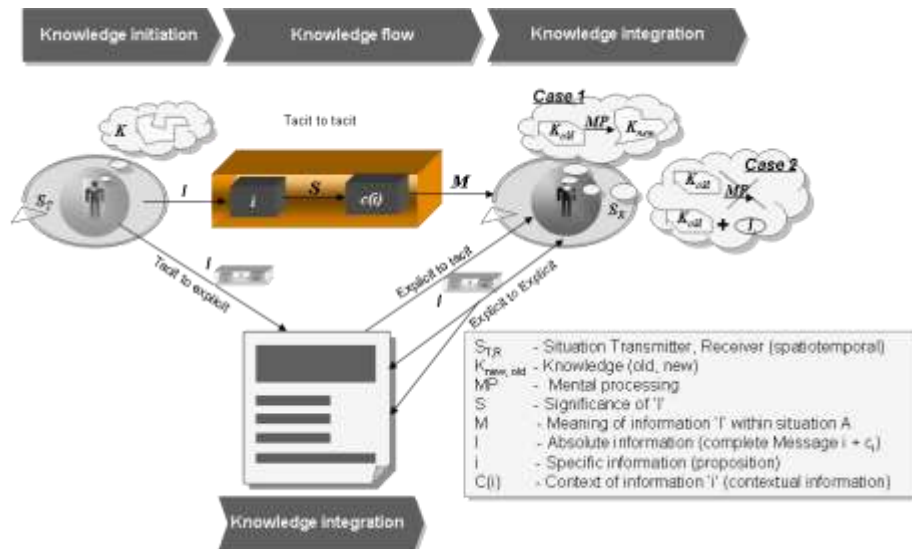 Knowledge initiation
Knowledge flow
Knowledge integration
Case 1
K
Tacit to tacit
K_old MP K_new
Case 2
S_T
I
i
S
c(i)
M
S_R
K_old
MP
K_old + I
I
Tacit to explicit
Explicit to tacit
I
Explicit to Explicit
S_T,R - Situation Transmitter, Receiver (spatiotemporal)
K_new, old - Knowledge (old, new)
MP - Mental processing
S - Significance of 'I'
M - Meaning of information 'I' within situation A
I - Absolute information (complete Message i + c_i)
i - Specific information (proposition)
C(i) - Context of information 'i' (contextual information)
Knowledge integration